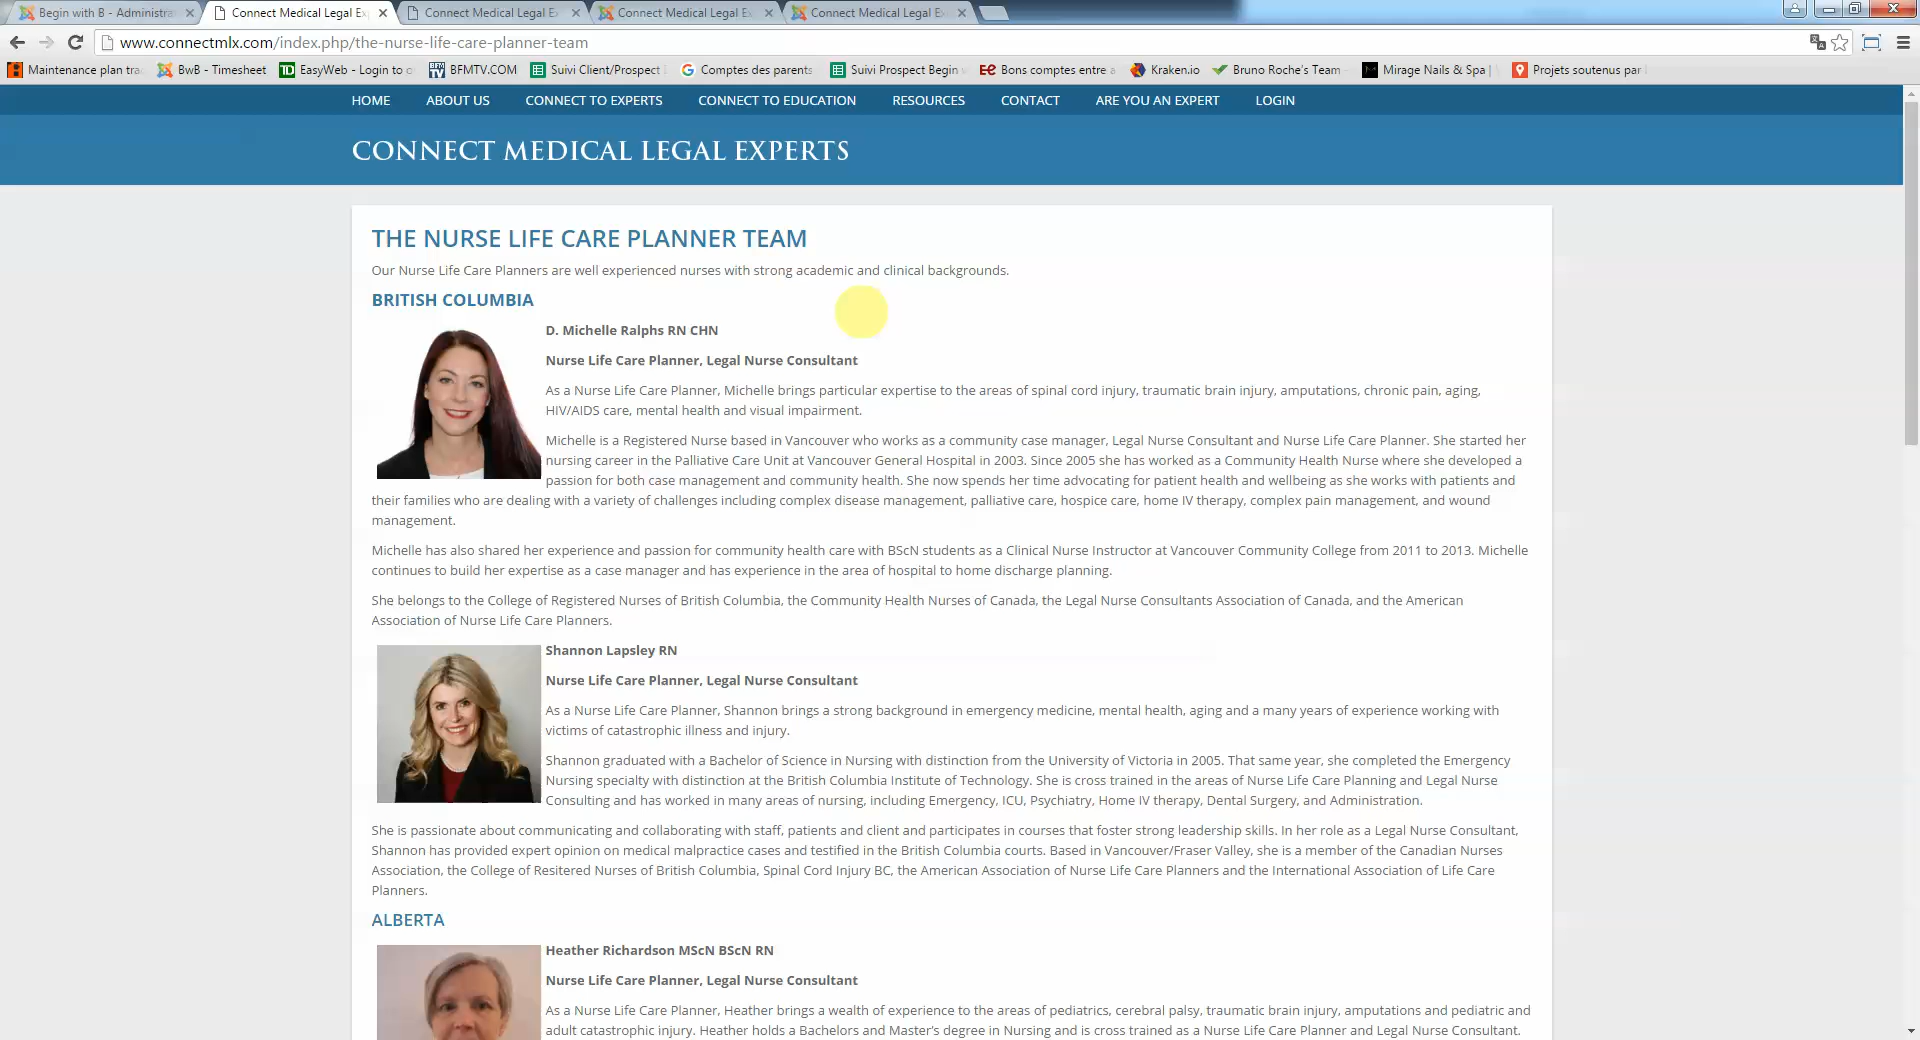 Begin with B - Administra
Connect Medical Legal Ex
Connect Medical Legal E
Connect Medical Legal E
Connect Medical Legal E
www.connectmlx.com/index.php/the-nurse-life-care-planner-team
Maintenance plan tra
BwB - Timesheet
EasyWeb - Login to o
BFMTV.COM
Suivi Client/Prospect
Comptes des parents
Suivi Prospect Begin
Bons comptes entre a
Kraken.io
Bruno Roche's Team
Mirage Nails & Spa |
Projets soutenus par
HOME ABOUT US CONNECT TO EXPERTS CONNECT TO EDUCATION RESOURCES CONTACT ARE YOU AN EXPERT LOGIN
CONNECT MEDICAL LEGAL EXPERTS
THE NURSE LIFE CARE PLANNER TEAM
Our Nurse Life Care Planners are well experienced nurses with strong academic and clinical backgrounds.
BRITISH COLUMBIA
D. Michelle Ralphs RN CHN
Nurse Life Care Planner, Legal Nurse Consultant
As a Nurse Life Care Planner, Michelle brings particular expertise to the areas of spinal cord injury, traumatic brain injury, amputations, chronic pain, aging,
HIV/AIDS care, mental health and visual impairment.
Michelle is a Registered Nurse based in Vancouver who works as a community case manager, Legal Nurse Consultant and Nurse Life Care Planner. She started her
nursing career in the Palliative Care Unit at Vancouver General Hospital in 2003. Since 2005 she has worked as a Community Health Nurse where she developed a
passion for both case management and community health. She now spends her time advocating for patient health and wellbeing as she works with patients and
their families who are dealing with a variety of challenges including complex disease management, palliative care, hospice care, home IV therapy, complex pain management, and wound
management.
Michelle has also shared her experience and passion for community health care with BScN students as a Clinical Nurse Instructor at Vancouver Community College from 2011 to 2013. Michelle
continues to build her expertise as a case manager and has experience in the area of hospital to home discharge planning.
She belongs to the College of Registered Nurses of British Columbia, the Community Health Nurses of Canada, the Legal Nurse Consultants Association of Canada, and the American
Association of Nurse Life Care Planners.
Shannon Lapsley RN
Nurse Life Care Planner, Legal Nurse Consultant
As a Nurse Life Care Planner, Shannon brings a strong background in emergency medicine, mental health, aging and a many years of experience working with
victims of catastrophic illness and injury.
Shannon graduated with a Bachelor of Science in Nursing with distinction from the University of Victoria in 2005. That same year, she completed the Emergency
Nursing specialty with distinction at the British Columbia Institute of Technology. She is cross trained in the areas of Nurse Life Care Planning and Legal Nurse
Consulting and has worked in many areas of nursing, including Emergency, ICU, Psychiatry, Home IV therapy, Dental Surgery, and Administration.
She is passionate about communicating and collaborating with staff, patients and client and participates in courses that foster strong leadership skills. In her role as a Legal Nurse Consultant,
Shannon has provided expert opinion on medical malpractice cases and testified in the British Columbia courts. Based in Vancouver/Fraser Valley, she is a member of the Canadian Nurses
Association, the College of Resitered Nurses of British Columbia, Spinal Cord Injury BC, the American Association of Nurse Life Care Planners and the International Association of Life Care
Planners.
ALBERTA
Heather Richardson MScN BScN RN
Nurse Life Care Planner, Legal Nurse Consultant
As a Nurse Life Care Planner, Heather brings a wealth of experience to the areas of pediatrics, cerebral palsy, traumatic brain injury, amputations and pediatric and
adult catastrophic injury. Heather holds a Bachelors and Master's degree in Nursing and is cross trained as a Nurse Life Care Planner and Legal Nurse Consultant.